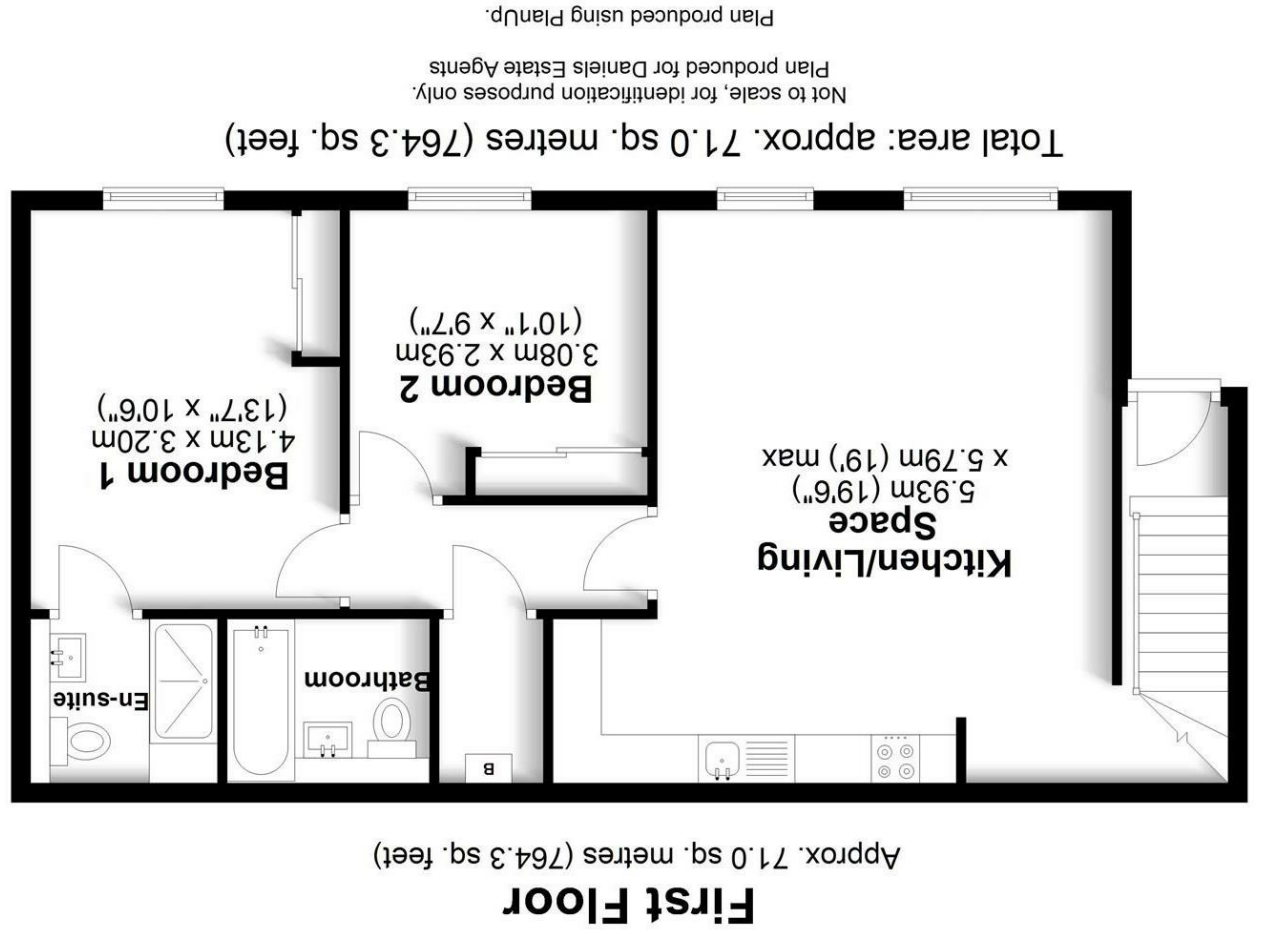 First Floor
Approx. 71.0 sq. metres (764.3 sq. feet)
B
Bathroom
En-suite
Kitchen/Living
Space
5.93m (19'6")
x 5.79m (19') max
Bedroom 1
4.13m x 3.20m
(13'7" x 10'6")
Bedroom 2
3.08m x 2.93m
(10'1" x 9'7")
Total area: approx. 71.0 sq. metres (764.3 sq. feet)
Not to scale, for identification purposes only.
Plan produced for Daniels Estate Agents
Plan produced using PlanUp.